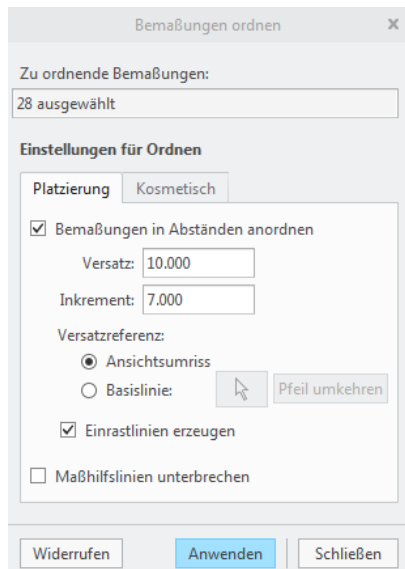 Bemaßungen ordnen
Zu ordnende Bemaßungen:
28 ausgewählt
Einstellungen für Ordnen
Platzierung Kosmetisch
Bemaßungen in Abständen anordnen
Versatz: 10.000
Inkrement: 7.000
Versatzreferenz:
Ansichtsumriss
Basislinie: Pfeil umkehren
Einrastlinien erzeugen
Maßhilfslinien unterbrechen
Widerrufen Anwenden Schließen